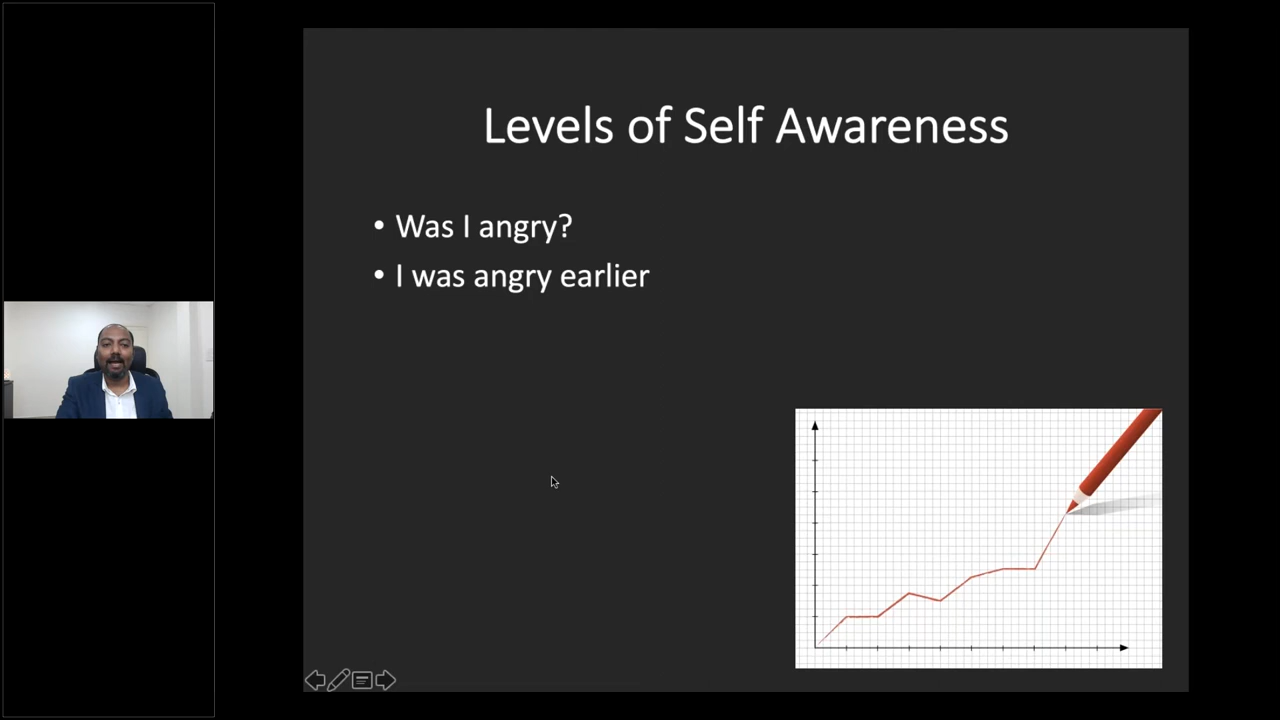 Levels of Self Awareness
• Was I angry?
• I was angry earlier